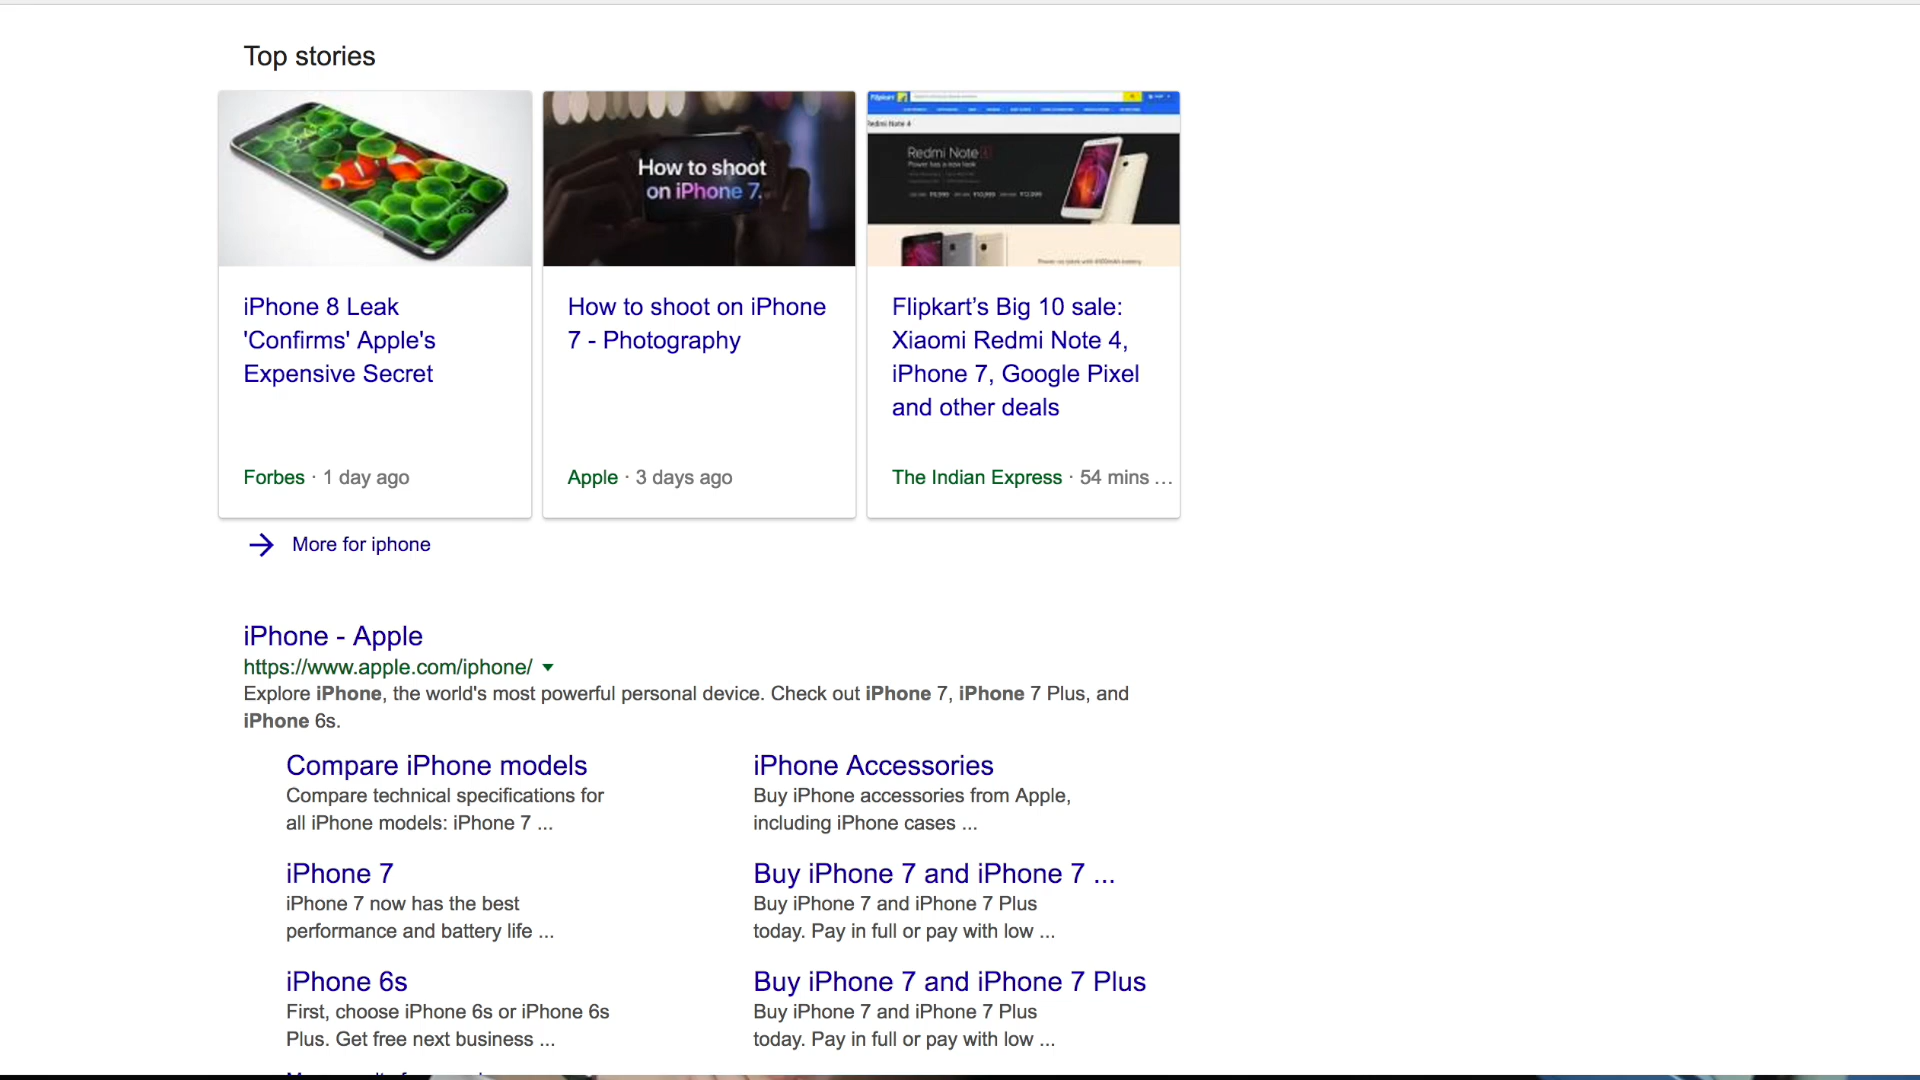 Top stories
Flipkart
Redmi Note 4
How to shoot
on iPhone 7.
Redmi Note 4
Power has a new look
iPhone 8 Leak
'Confirms' Apple's
Expensive Secret
How to shoot on iPhone
7 - Photography
Flipkart’s Big 10 sale:
Xiaomi Redmi Note 4,
iPhone 7, Google Pixel
and other deals
Forbes · 1 day ago
Apple · 3 days ago
The Indian Express · 54 mins ...
More for iphone
iPhone - Apple
https://www.apple.com/iphone/
Explore iPhone, the world's most powerful personal device. Check out iPhone 7, iPhone 7 Plus, and
iPhone 6s.
Compare iPhone models
Compare technical specifications for
all iPhone models: iPhone 7 ...
iPhone Accessories
Buy iPhone accessories from Apple,
including iPhone cases ...
iPhone 7
iPhone 7 now has the best
performance and battery life ...
Buy iPhone 7 and iPhone 7 ...
Buy iPhone 7 and iPhone 7 Plus
today. Pay in full or pay with low ...
iPhone 6s
First, choose iPhone 6s or iPhone 6s
Plus. Get free next business ...
Buy iPhone 7 and iPhone 7 Plus
Buy iPhone 7 and iPhone 7 Plus
today. Pay in full or pay with low ...